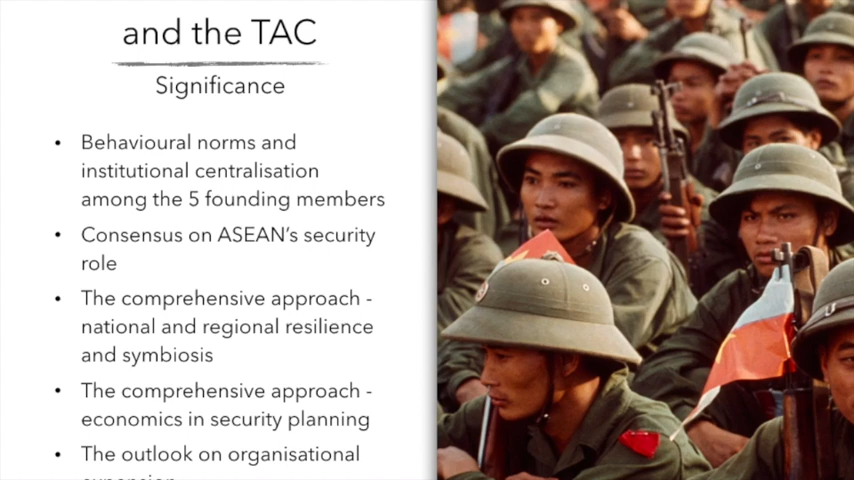 and the TAC
Significance
• Behavioural norms and
institutional centralisation
among the 5 founding members
• Consensus on ASEAN’s security
role
• The comprehensive approach -
national and regional resilience
and symbiosis
• The comprehensive approach -
economics in security planning
• The outlook on organisational
expansion